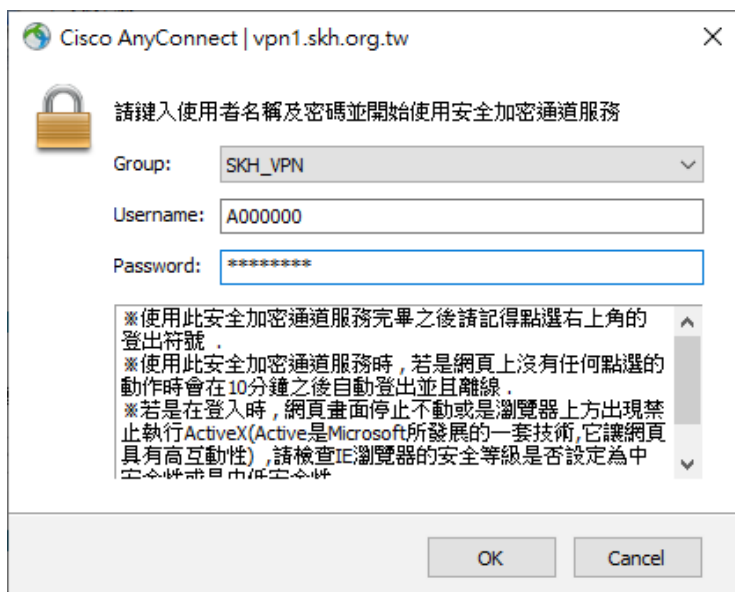 Cisco AnyConnect | vpn1.skh.org.tw
請鍵入使用者名稱及密碼並開始使用安全加密通道服務
Group: SKH_VPN
Username: A000000
Password: ********
※使用此安全加密通道服務完畢之後請記得點選右上角的
登出符號 .
※使用此安全加密通道服務時 , 若是網頁上沒有任何點選的
動作時會在10分鐘之後自動登出並且離線 .
※若是在登入時 , 網頁畫面停止不動或是瀏覽器上方出現禁
止執行ActiveX(Active是Microsoft所發展的一套技術,它讓網頁
具有高互動性) ,請檢查IE瀏覽器的安全等級是否設定為中
安全性或是中低安全性
OK Cancel